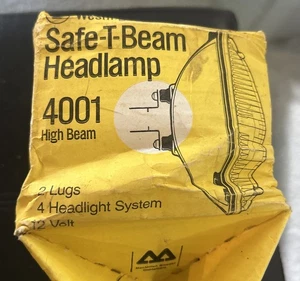 Safe-T-Beam
Headlamp
4001
High Beam
2 Lugs
4 Headlight System
12 Volt